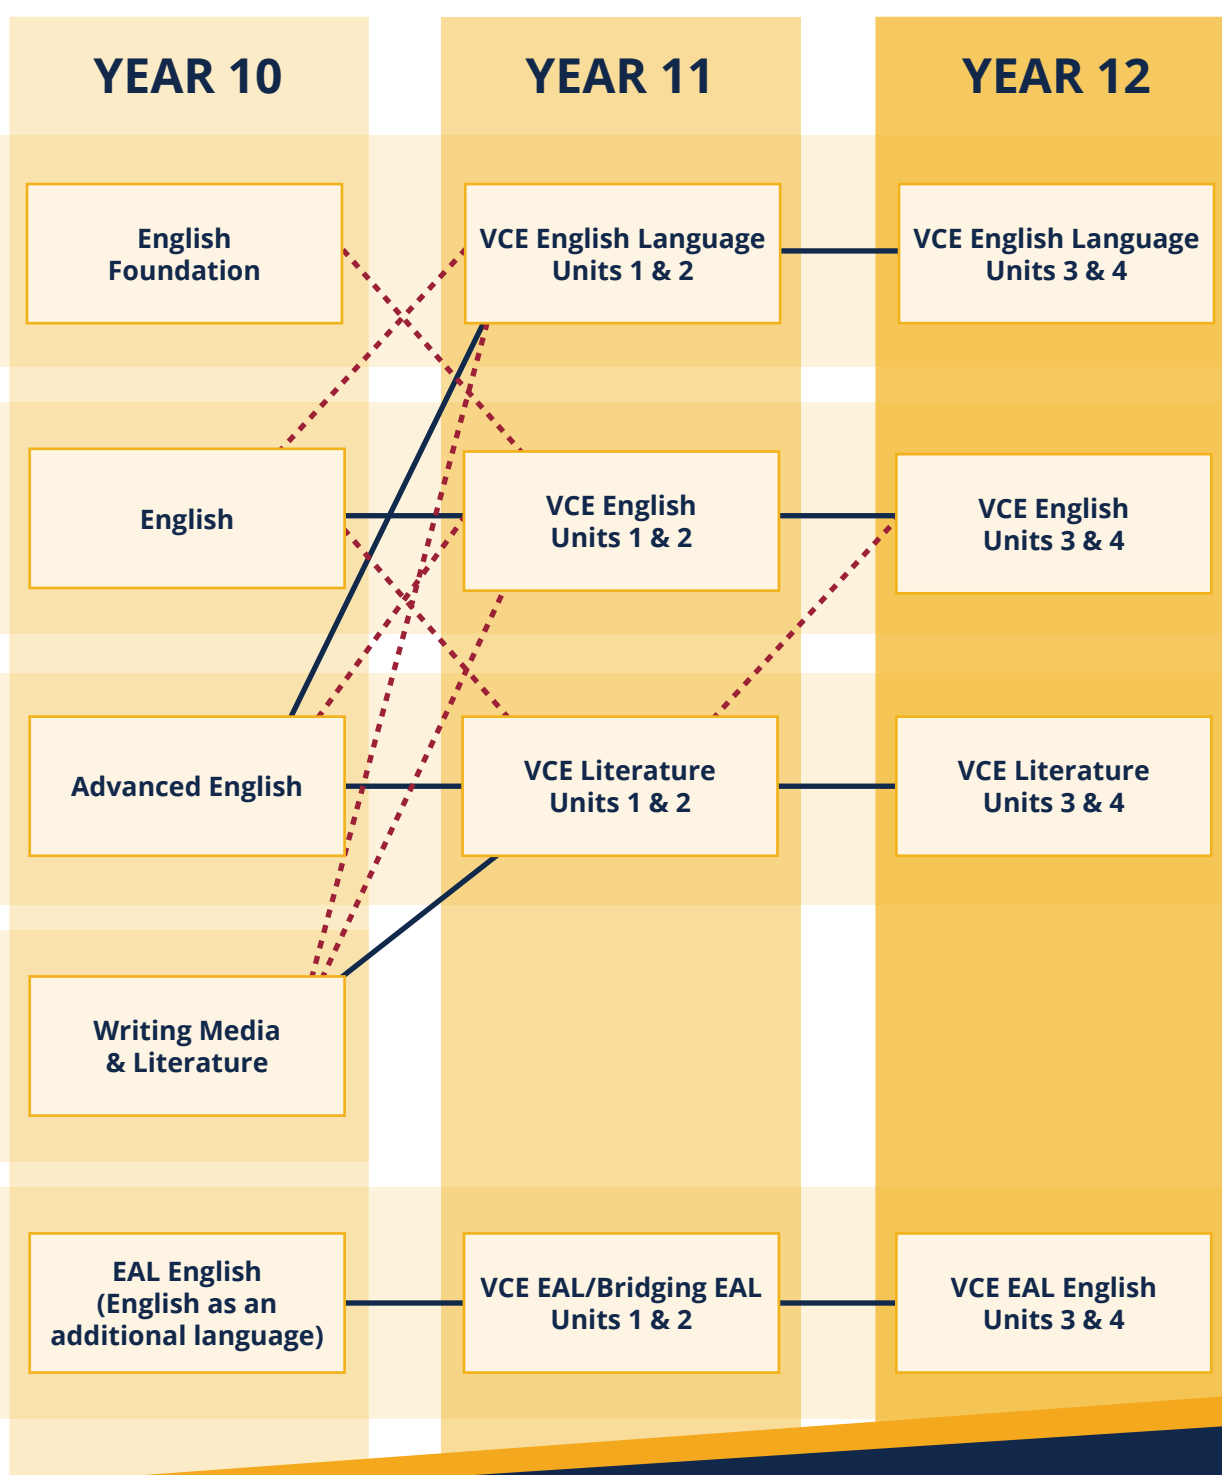 YEAR 10
YEAR 11
YEAR 12
English
Foundation
VCE English Language
Units 1 & 2
VCE English Language
Units 3 & 4
English
VCE English
Units 1 & 2
VCE English
Units 3 & 4
Advanced English
VCE Literature
Units 1 & 2
VCE Literature
Units 3 & 4
Writing Media
& Literature
EAL English
(English as an
additional language)
VCE EAL/Bridging EAL
Units 1 & 2
VCE EAL English
Units 3 & 4